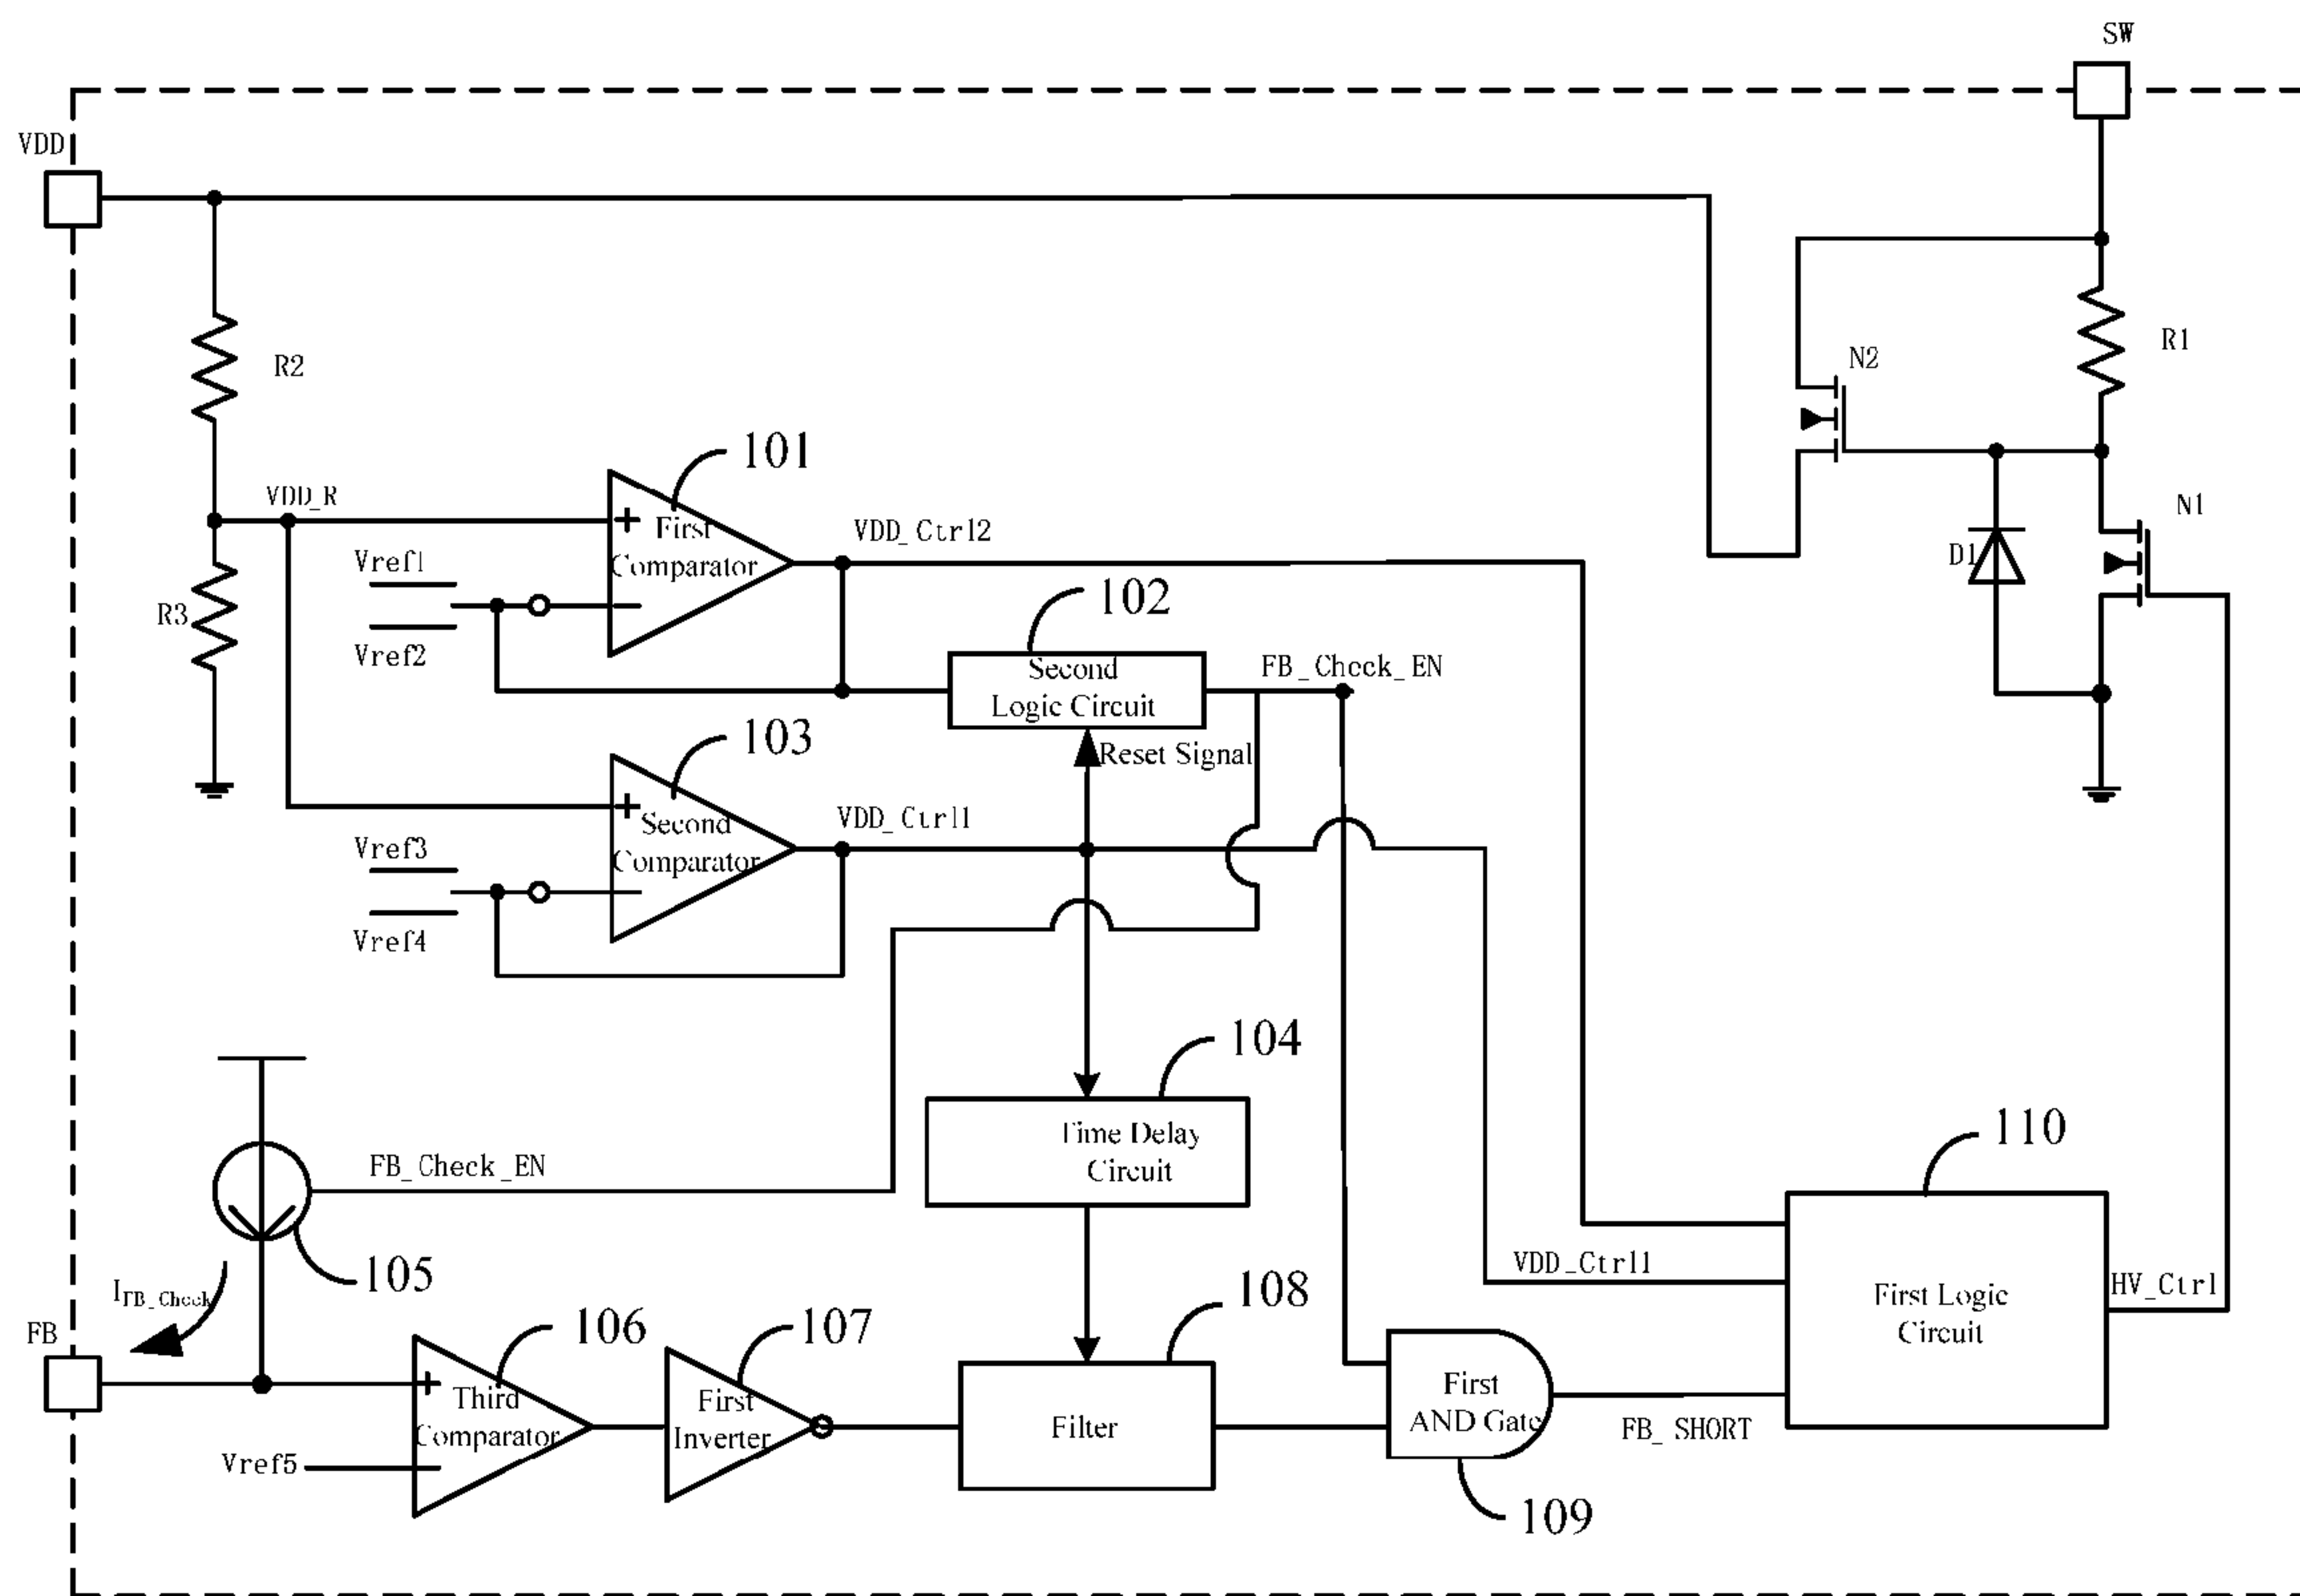 SW
VDD
R2
R1
N2
101
VDD_R
First
Comparator
VDD_Ctrl2
N1
Vref1
D1
102
R3
Vref2
Second
Logic Circuit
FB_Check_EN
103
Reset Signal
Second
Comparator
VDD_Ctrl1
Vref3
Vref4
104
Time Delay
Circuit
110
FB_Check_EN
105
VDD_Ctrl1
First Logic
Circuit
HV_Ctrl
IFB_Check
108
FB
106
107
Third
Comparator
First
Inverter
Filter
First
AND Gate
FB_SHORT
Vref5
109
+
−
+
−
+
−